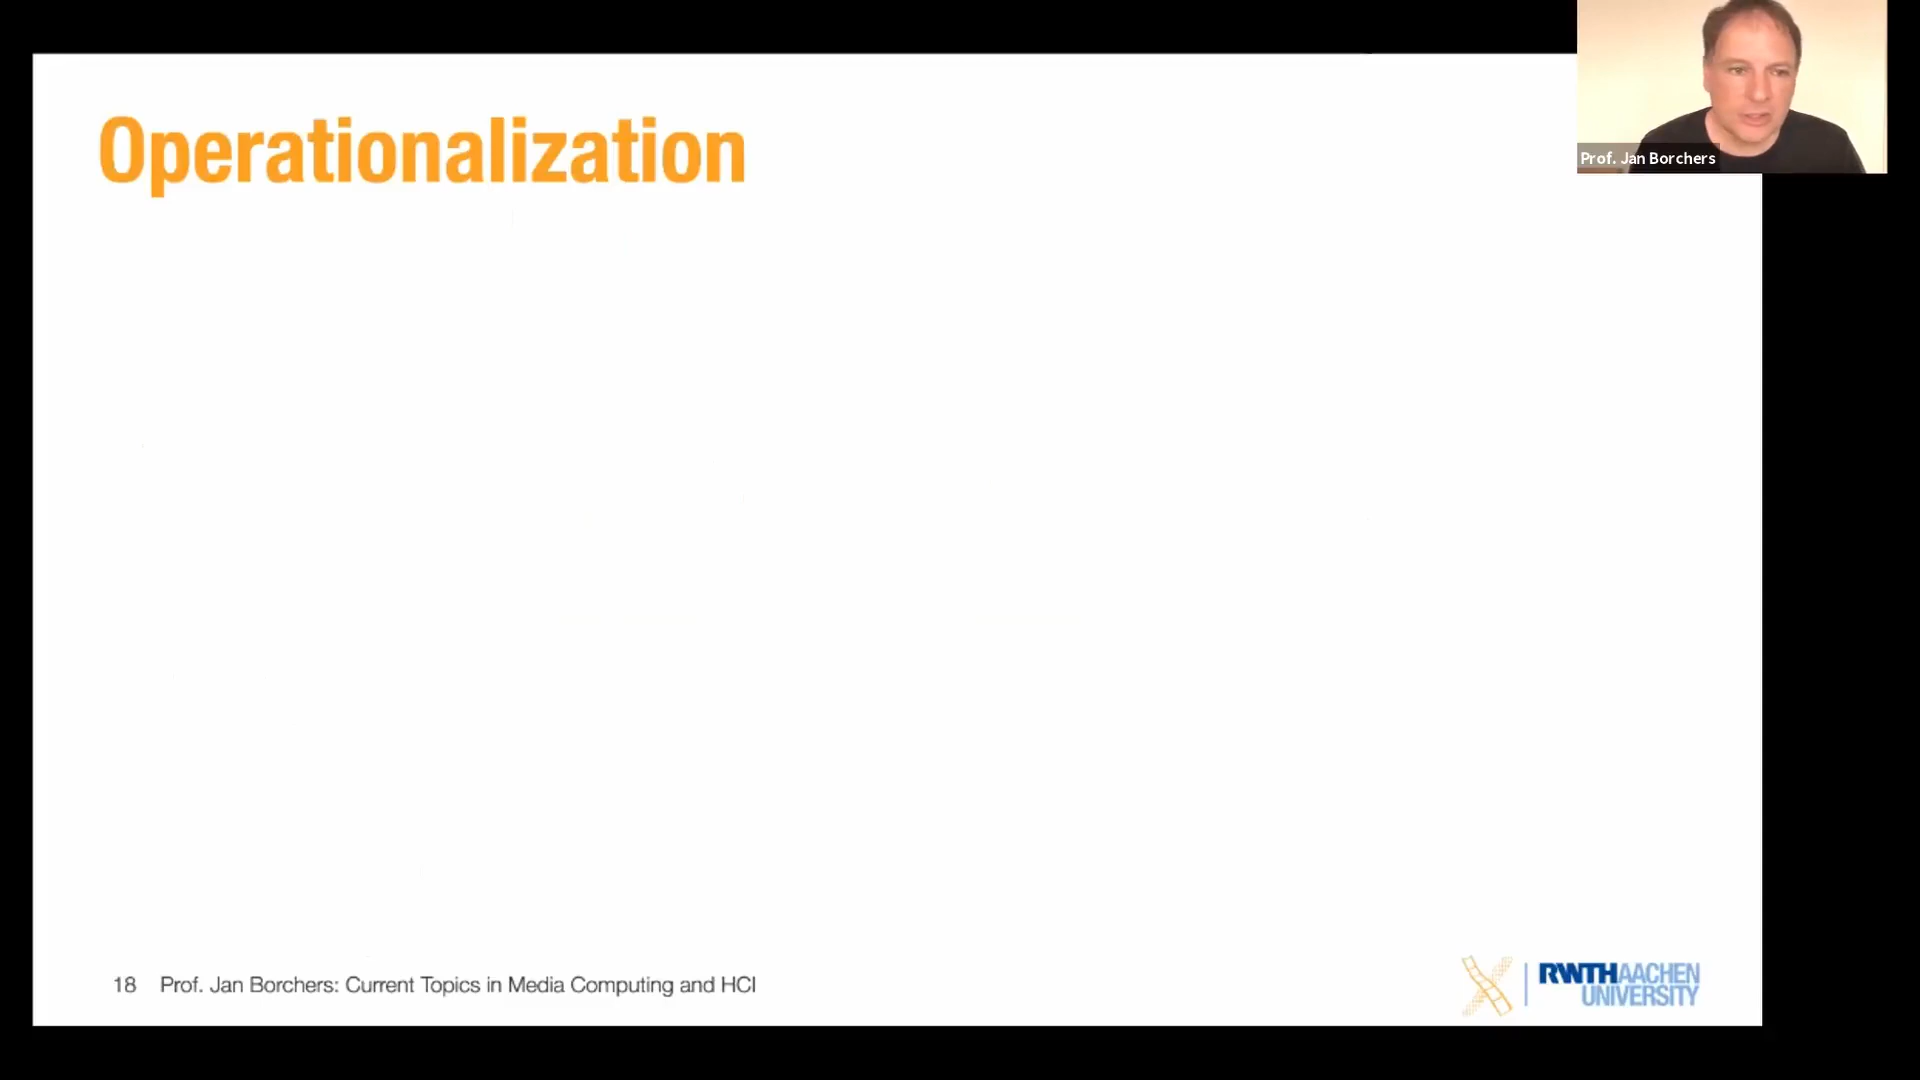 Operationalization
Prof. Jan Borchers
18 Prof. Jan Borchers: Current Topics in Media Computing and HCI
RWTHAACHEN
UNIVERSITY